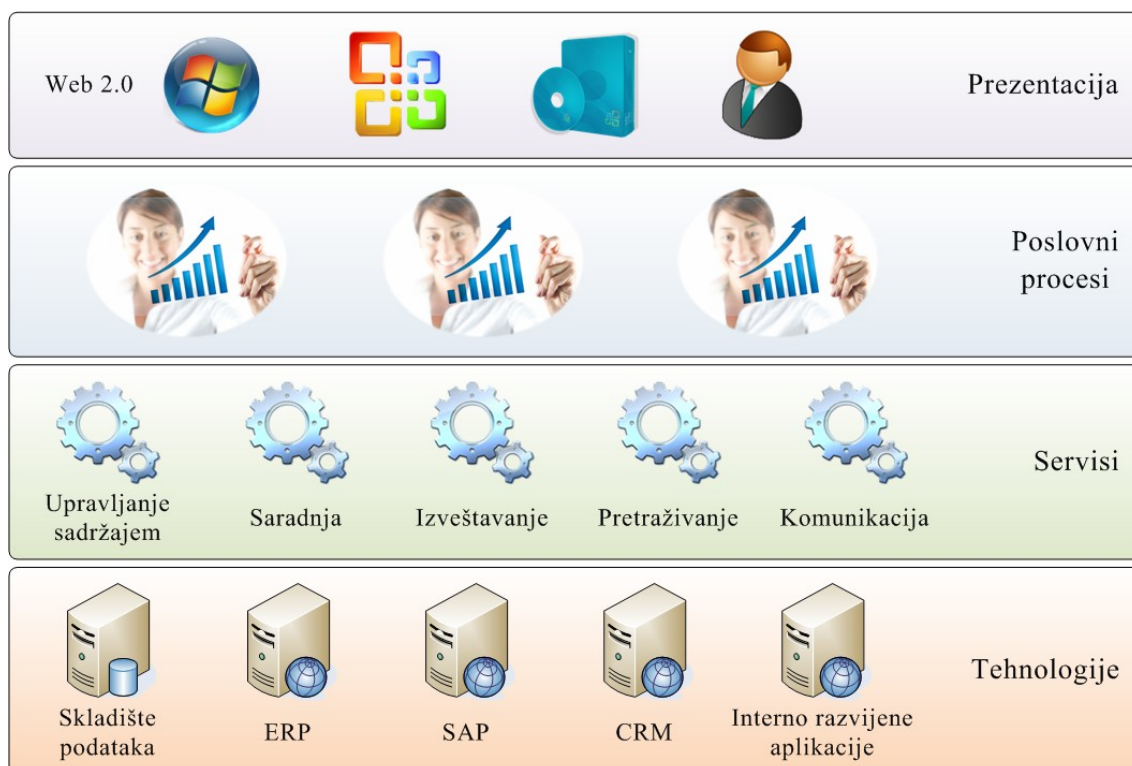 Web 2.0
Prezentacija
Poslovni
procesi
Servisi
Upravljanje
sadržajem
Saradnja
Izveštavanje
Pretraživanje
Komunikacija
Tehnologije
Skladište
podataka
ERP
SAP
CRM
Interno razvijene
aplikacije